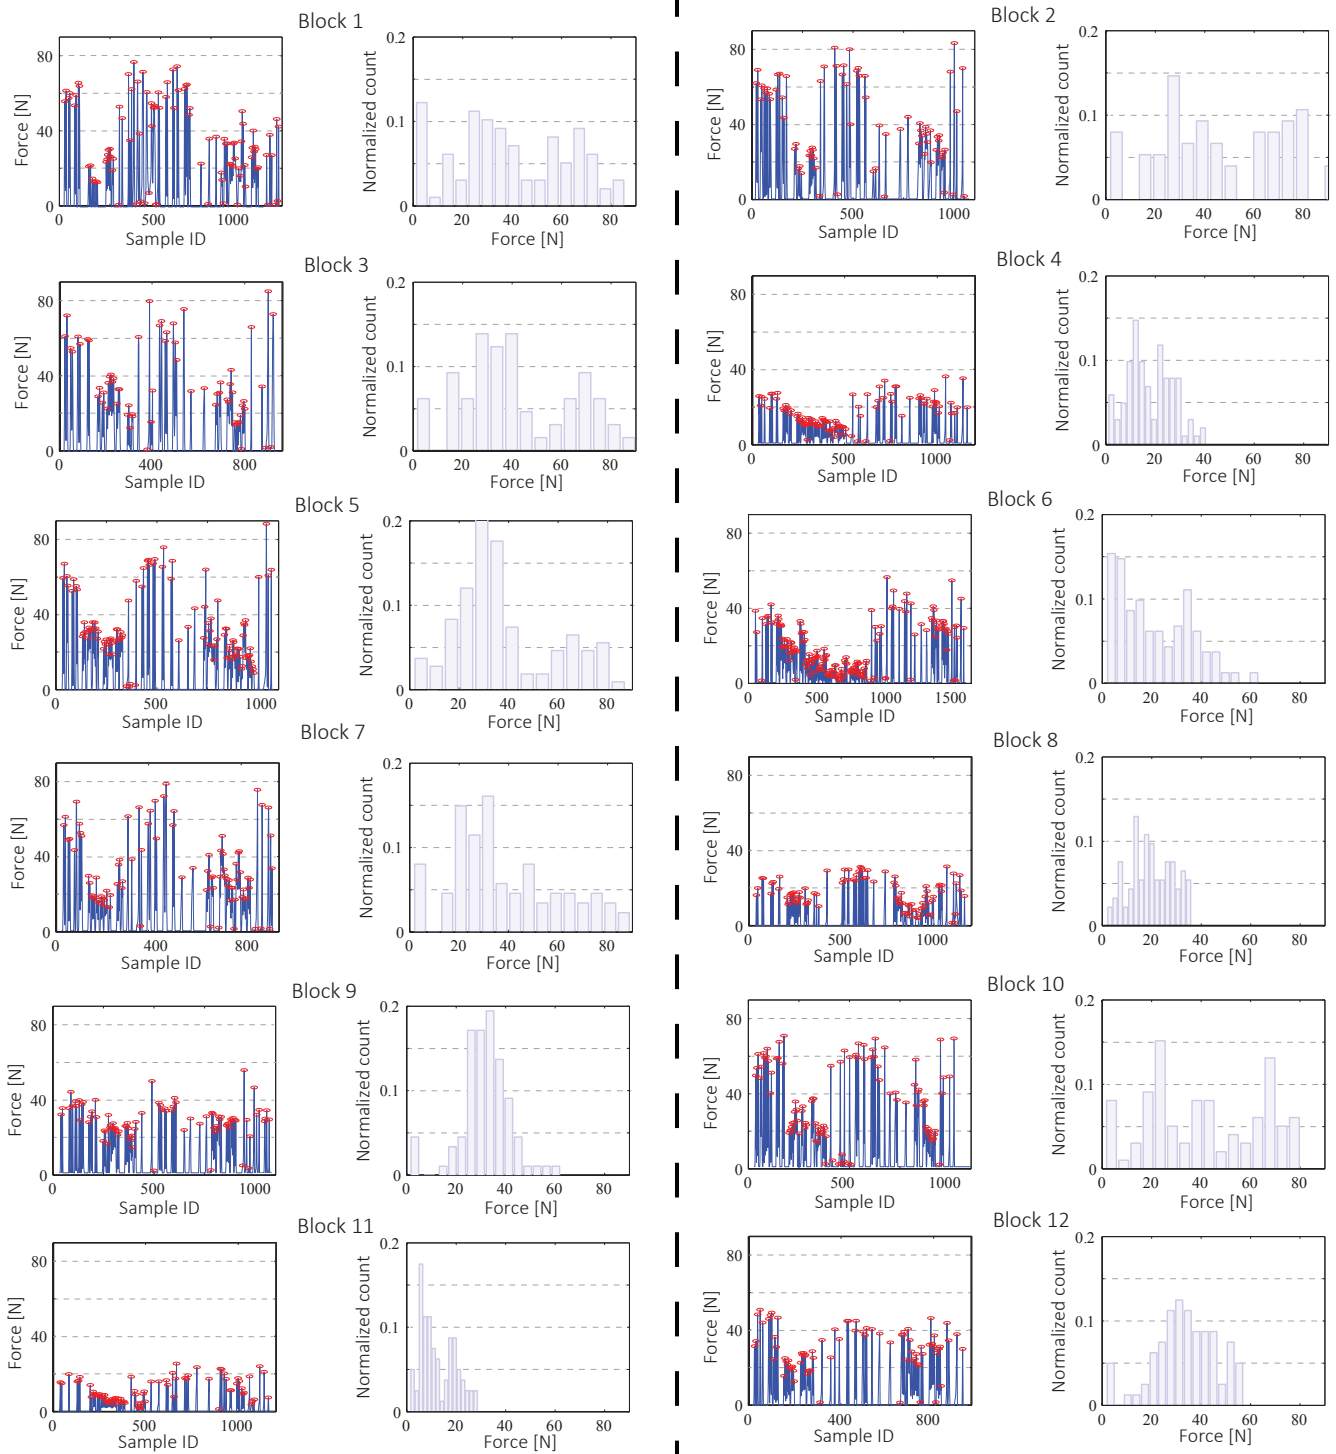 Block 1
80
40
0
Force [N]
0
500
1000
Sample ID
0.2
0.1
0
Normalized count
0
20
40
60
80
Force [N]
Block 2
80
40
0
Force [N]
0
500
1000
Sample ID
0.2
0.1
0
Normalized count
0
20
40
60
80
Force [N]
Block 3
80
40
0
Force [N]
0
400
800
Sample ID
0.2
0.1
0
Normalized count
0
20
40
60
80
Force [N]
Block 4
80
40
0
Force [N]
0
500
1000
Sample ID
0.2
0.1
0
Normalized count
0
20
40
60
80
Force [N]
Block 5
80
40
0
Force [N]
0
500
1000
Sample ID
0.2
0.1
0
Normalized count
0
20
40
60
80
Force [N]
Block 6
80
40
0
Force [N]
0
500
1000
1500
Sample ID
0.2
0.1
0
Normalized count
0
20
40
60
80
Force [N]
Block 7
80
40
0
Force [N]
0
400
800
Sample ID
0.2
0.1
0
Normalized count
0
20
40
60
80
Force [N]
Block 8
80
40
0
Force [N]
0
500
1000
Sample ID
0.2
0.1
0
Normalized count
0
20
40
60
80
Force [N]
Block 9
80
40
0
Force [N]
0
500
1000
Sample ID
0.2
0.1
0
Normalized count
0
20
40
60
80
Force [N]
Block 10
80
40
0
Force [N]
0
500
1000
Sample ID
0.2
0.1
0
Normalized count
0
20
40
60
80
Force [N]
Block 11
80
40
0
Force [N]
0
500
1000
Sample ID
0.2
0.1
0
Normalized count
0
20
40
60
80
Force [N]
Block 12
80
40
0
Force [N]
0
400
800
Sample ID
0.2
0.1
0
Normalized count
0
20
40
60
80
Force [N]